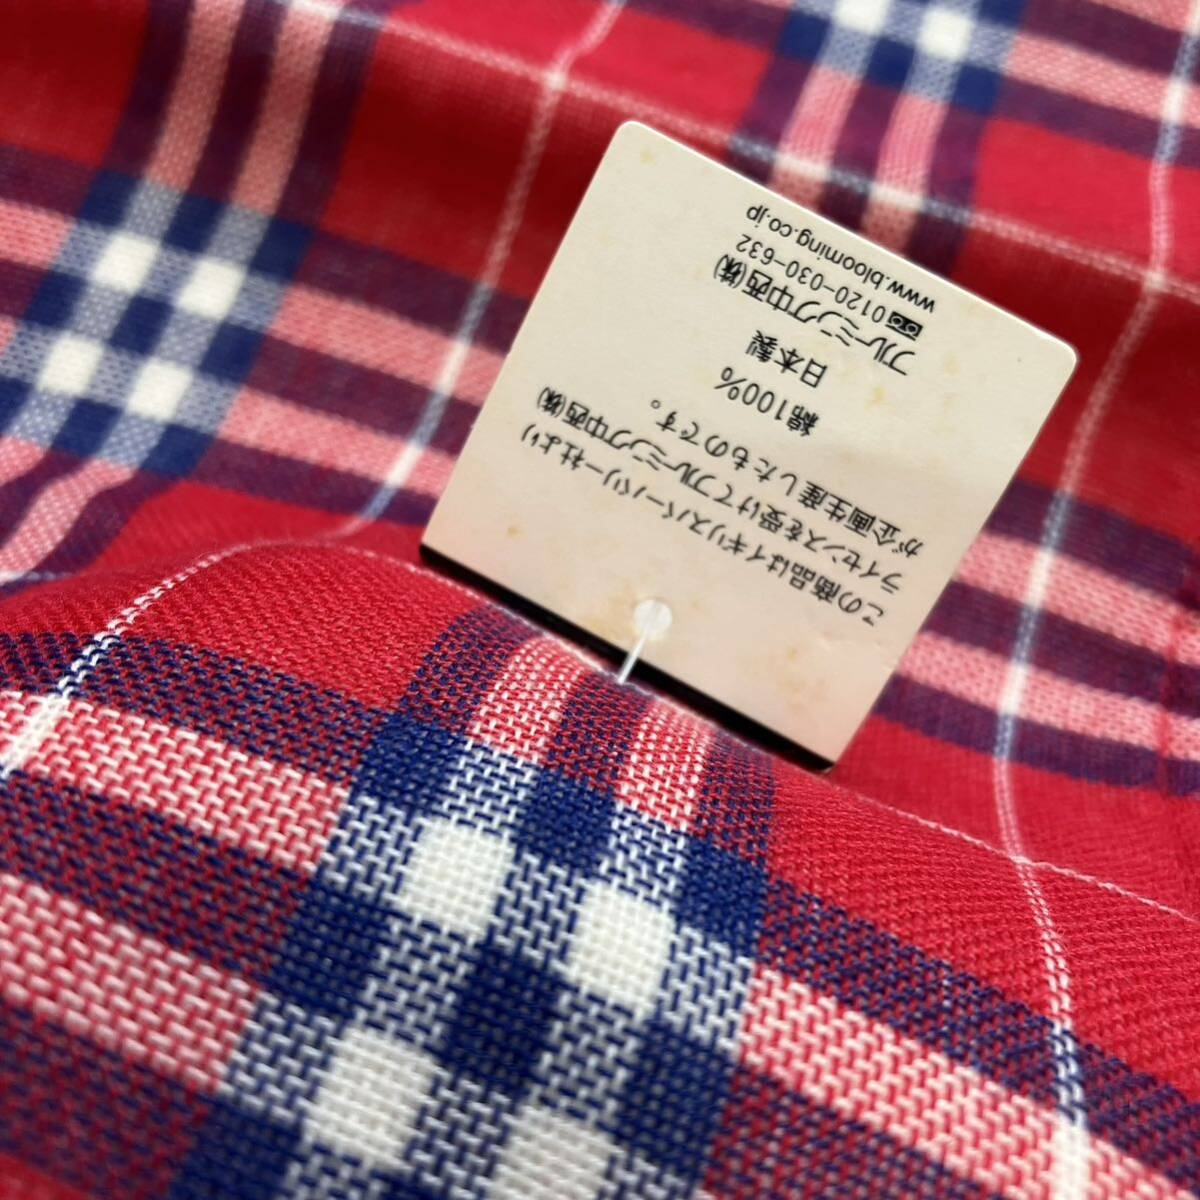 この商品はイギリスバーバリー社より
ライセンスを受けてブルーミング中西㈱
が企画生産したものです。
綿100%
日本製
ブルーミング中西㈱
0120-030-632
www.blooming.co.jp